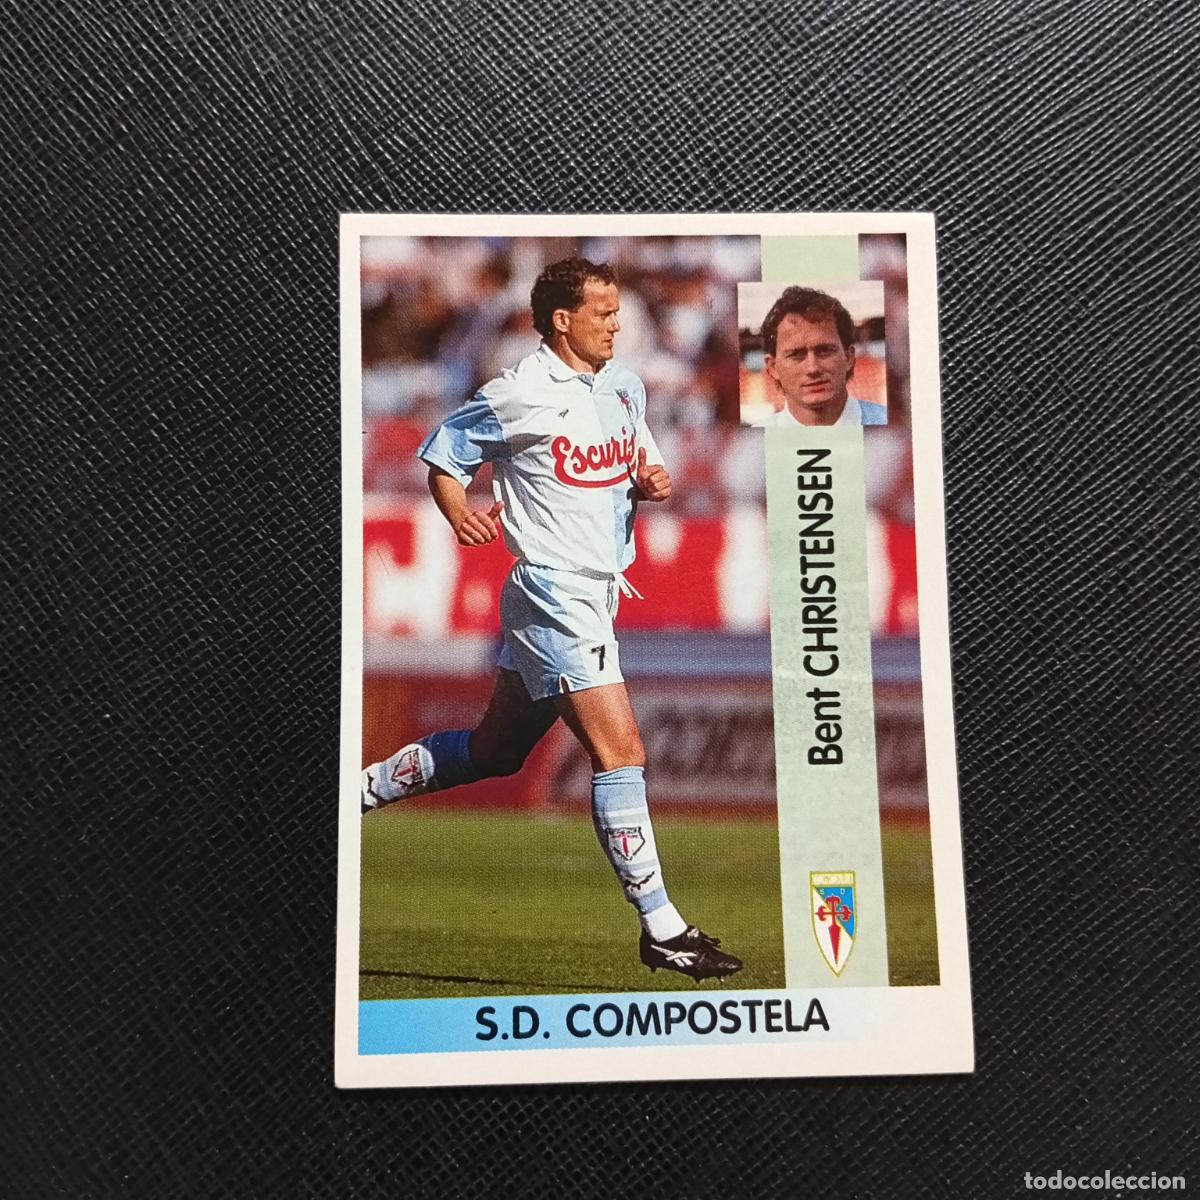 Escuris
7
Bent CHRISTENSEN
S D
S.D. COMPOSTELA
todocoleccion